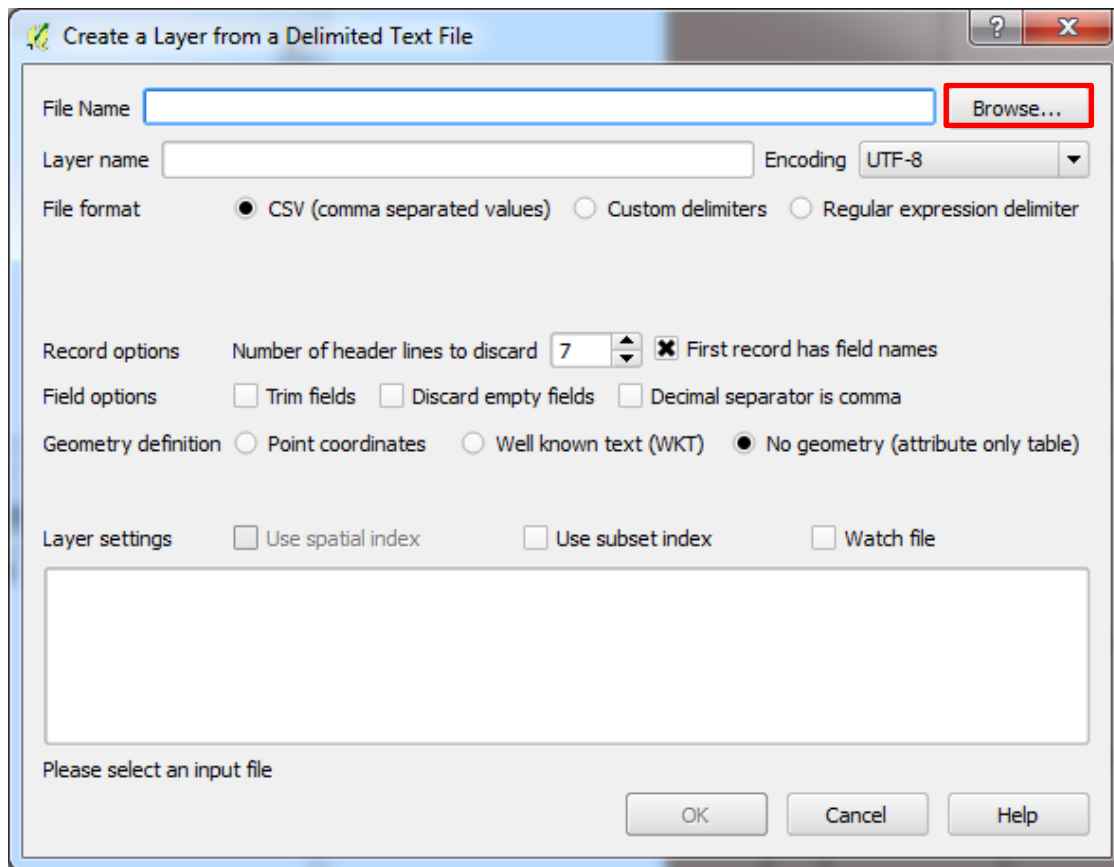 Create a Layer from a Delimited Text File ? X
File Name Browse...
Layer name Encoding UTF-8
File format CSV (comma separated values) Custom delimiters Regular expression delimiter
Record options Number of header lines to discard 7 First record has field names
Field options Trim fields Discard empty fields Decimal separator is comma
Geometry definition Point coordinates Well known text (WKT) No geometry (attribute only table)
Layer settings Use spatial index Use subset index Watch file
Please select an input file
OK Cancel Help